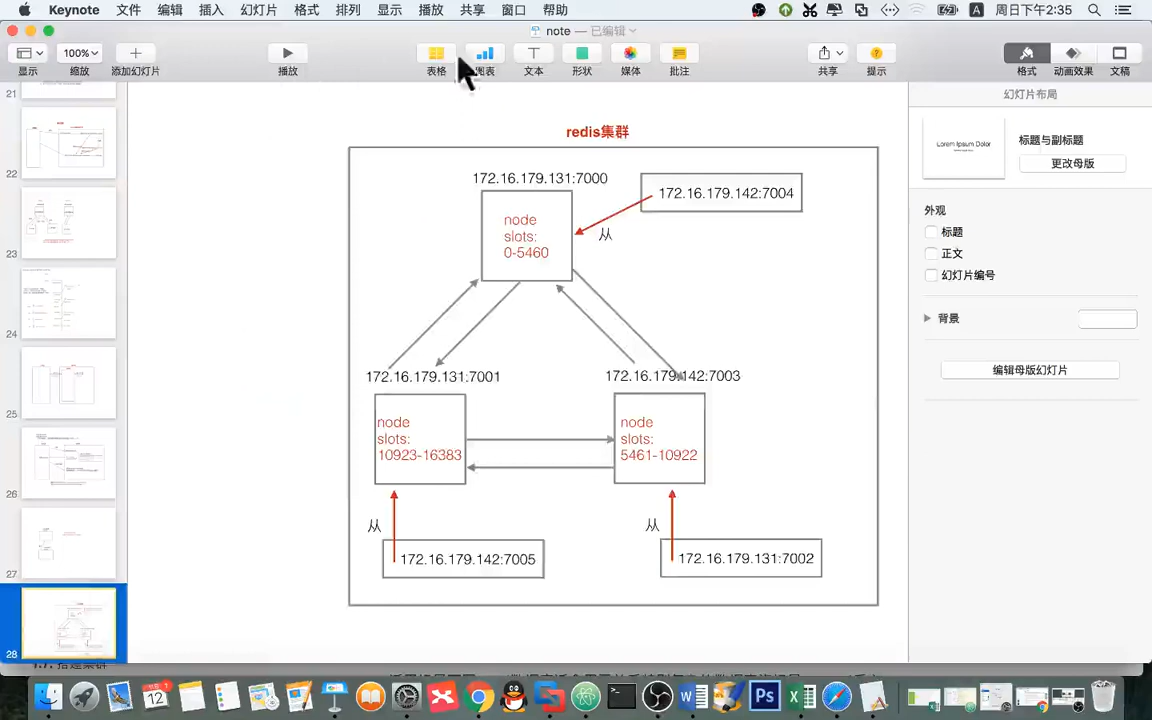 Keynote 文件 编辑 插入 幻灯片 格式 排列 显示 播放 共享 窗口 帮助 周日下午2:35
note — 已编辑
100%
显示 缩放 添加幻灯片 播放 表格 图表 文本 形状 媒体 批注 共享 提示 格式 动画效果 文稿
21
22
23
24
25
26
27
28
redis集群
172.16.179.131:7000
node
slots:
0-5460
172.16.179.142:7004
从
172.16.179.131:7001
node
slots:
10923-16383
172.16.179.142:7003
node
slots:
5461-10922
从
172.16.179.142:7005
从
172.16.179.131:7002
幻灯片布局
Lorem Ipsum Dolor
标题与副标题
更改母版
外观
标题
正文
幻灯片编号
背景
编辑母版幻灯片
12